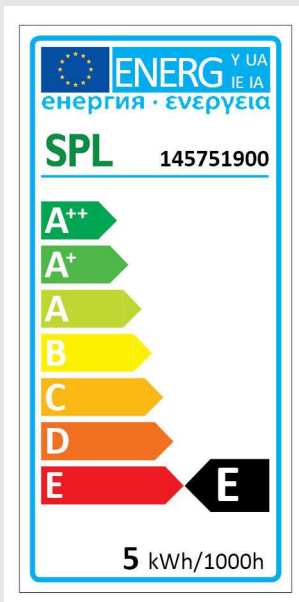 ENERG Y UA
IE IA
енергия · ενεργεια
SPL 145751900
A++
A+
A
B
C
D
E E
5 kWh/1000h